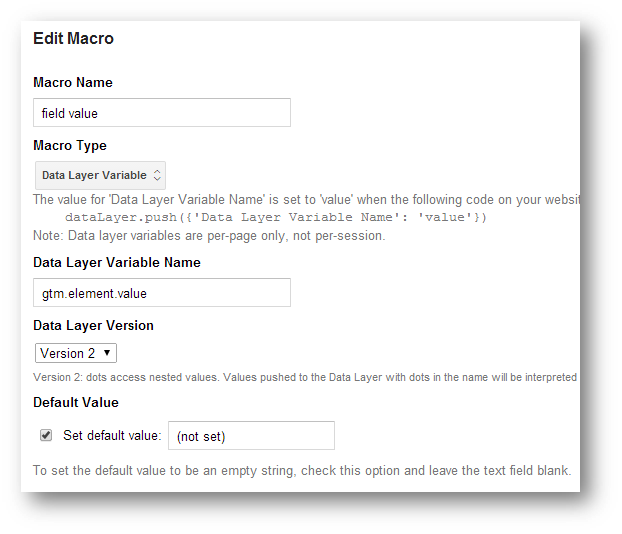 Edit Macro
Macro Name
field value
Macro Type
Data Layer Variable
The value for 'Data Layer Variable Name' is set to 'value' when the following code on your
dataLayer.push({'Data Layer Variable Name': 'value'})
Note: Data layer variables are per-page only, not per-session.
Data Layer Variable Name
gtm.element.value
Data Layer Version
Version 2
Version 2: dots access nested values. Values pushed to the Data Layer with dots in the name will be interpreted
Default Value
Set default value: (not set)
To set the default value to be an empty string, check this option and leave the text field blank.